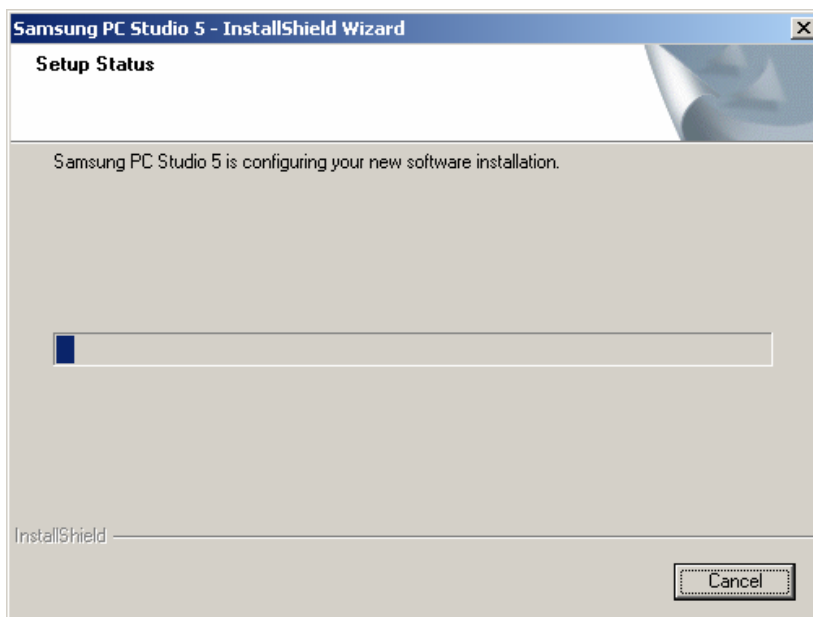 Samsung PC Studio 5 - InstallShield Wizard
Setup Status
Samsung PC Studio 5 is configuring your new software installation.
InstallShield
Cancel